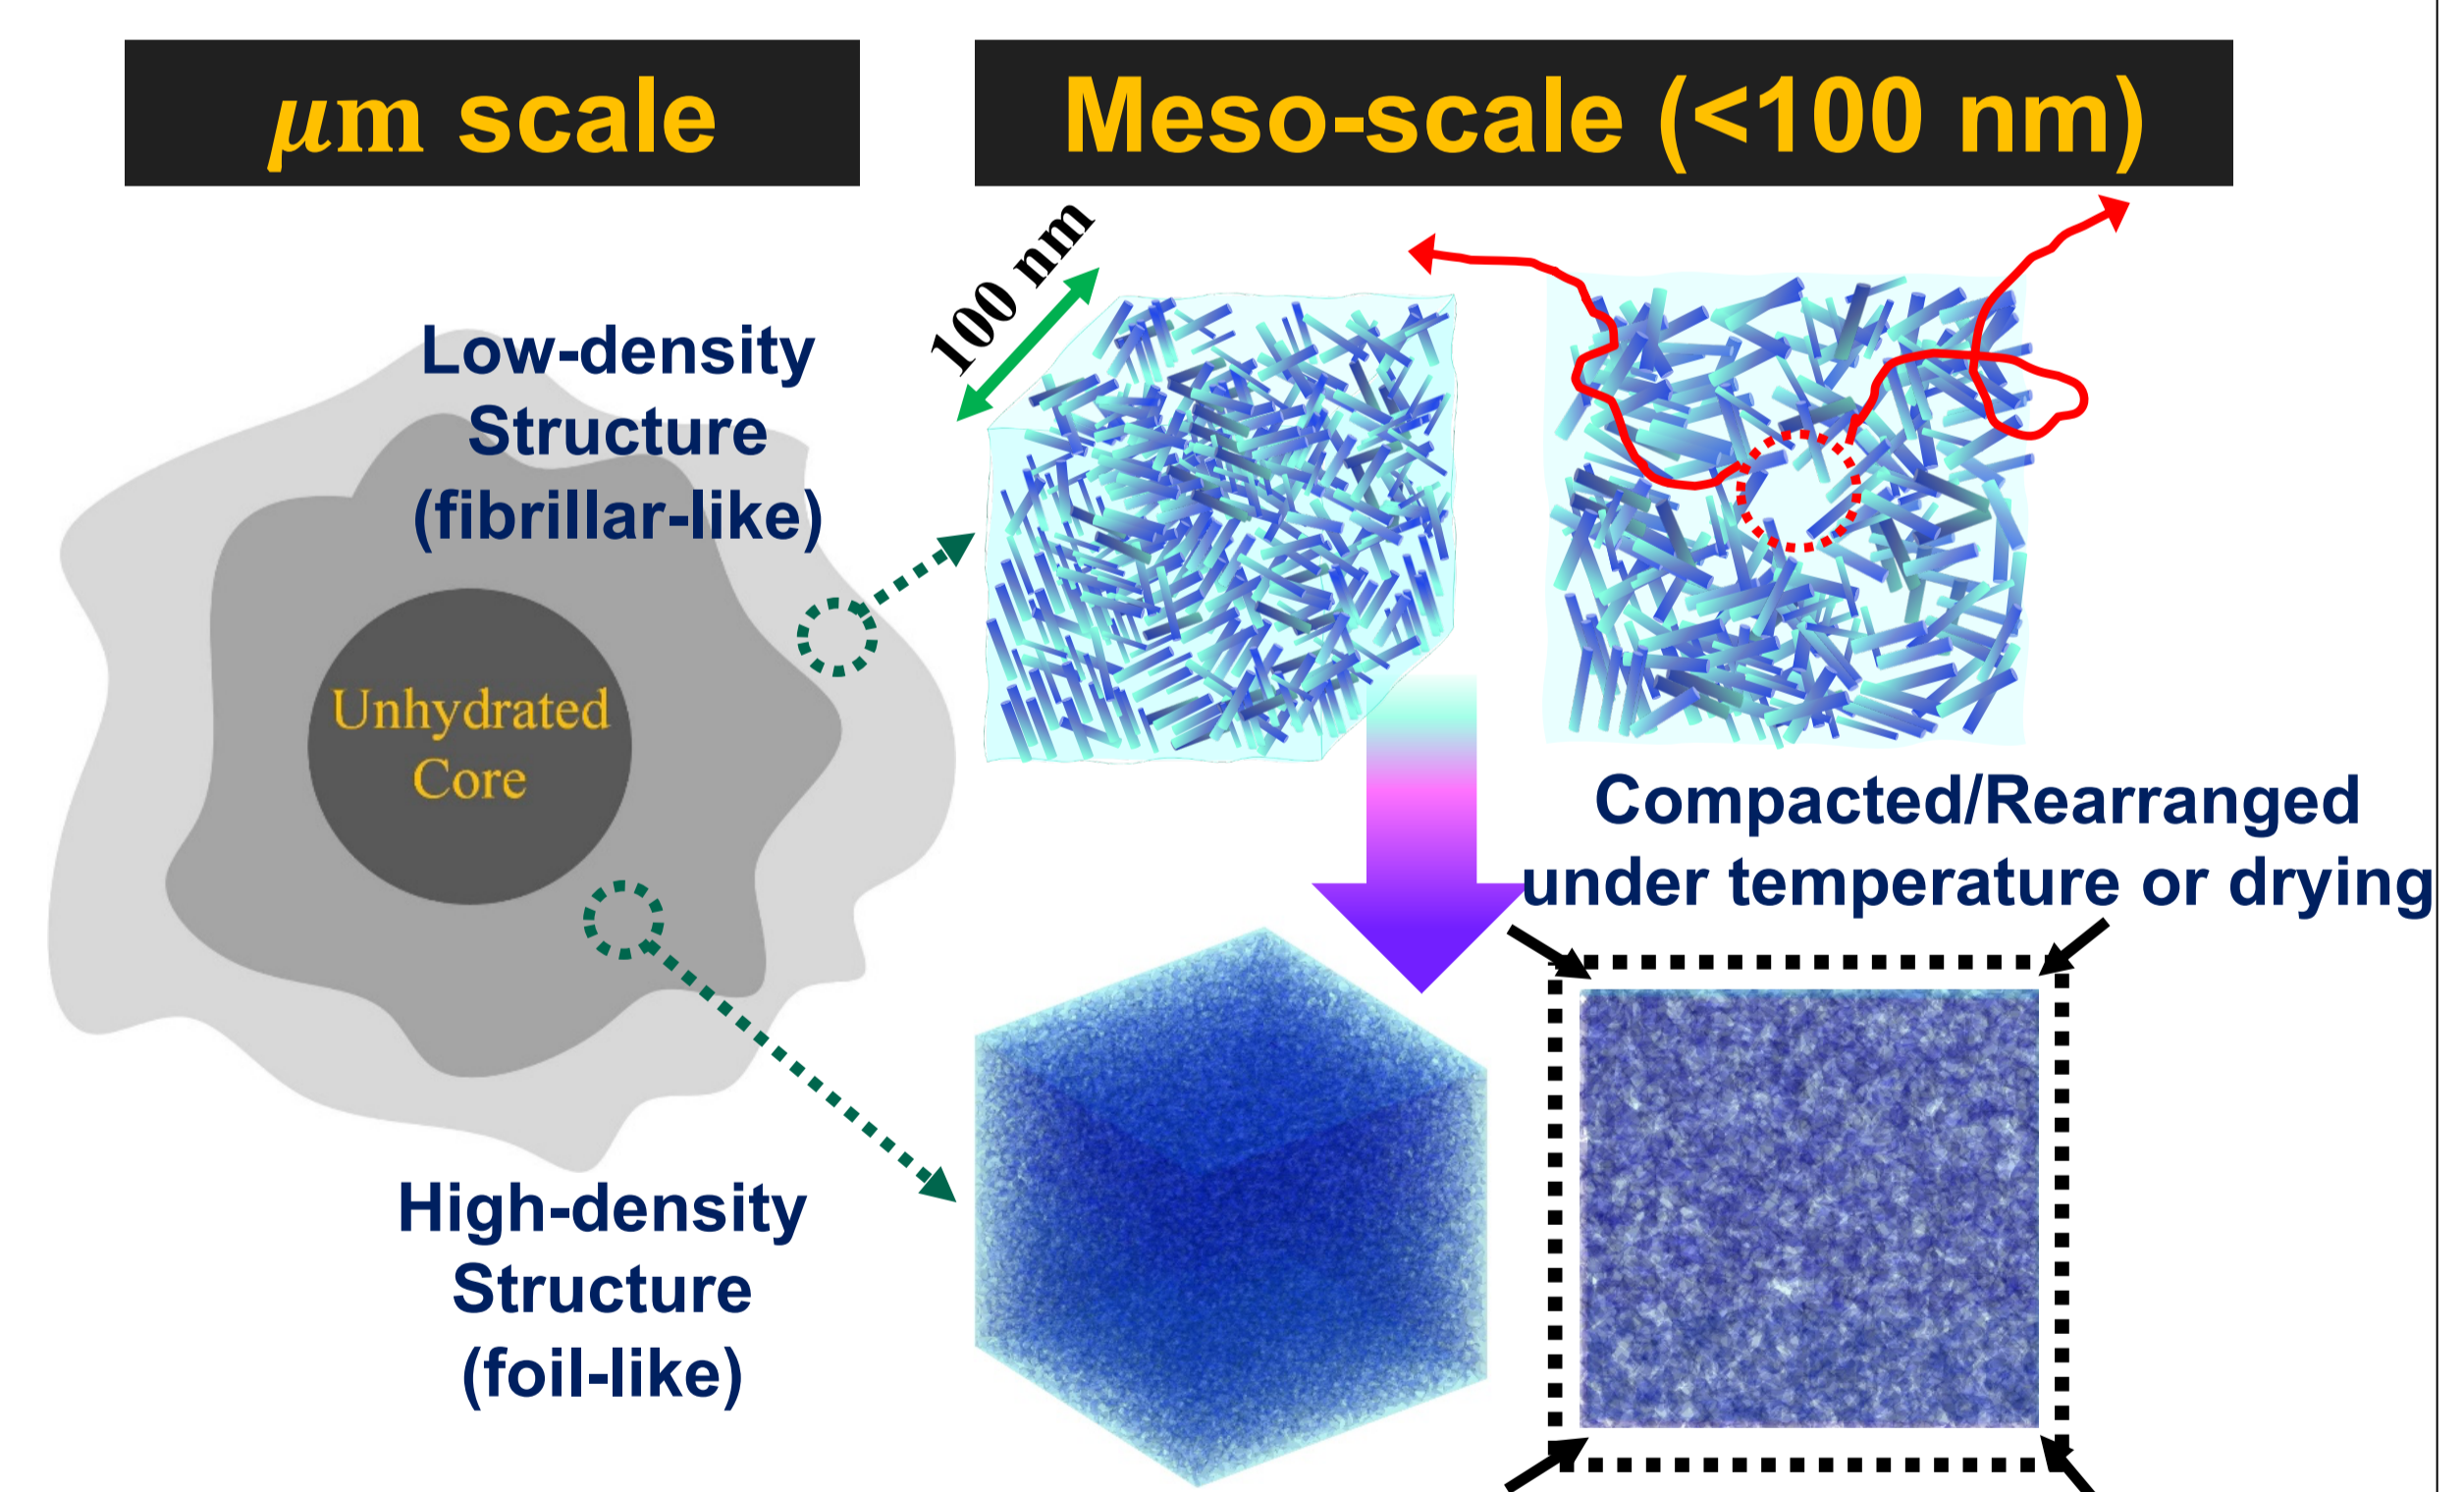 μm scale
Meso-scale (<100 nm)
100 nm
Low-density
Structure
(fibrillar-like)
Unhydrated
Core
Compacted/Rearranged
under temperature or drying
High-density
Structure
(foil-like)